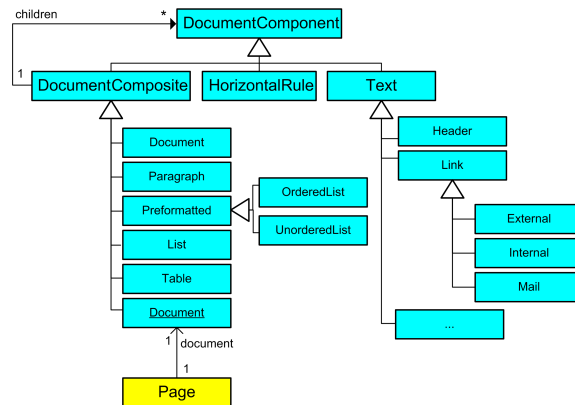 children
*
DocumentComponent
1
DocumentComposite
HorizontalRule
Text
Document
Header
Paragraph
Link
Preformatted
OrderedList
UnorderedList
External
List
Internal
Table
Mail
Document
...
1
document
1
Page